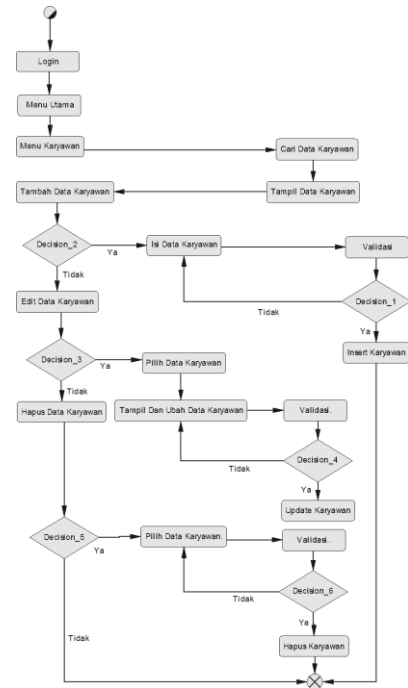 Login
Menu Utama
Menu Karyawan
Cari Data Karyawan
Tambah Data Karyawan
Tampil Data Karyawan
Decision_2
Ya
Isi Data Karyawan
Validasi
Tidak
Decision_1
Tidak
Edit Data Karyawan
Ya
Decision_3
Ya
Pilih Data Karyawan
Insert Karyawan
Tidak
Hapus Data Karyawan
Tampil Dan Ubah Data Karyawan
Validasi.
Decision_4
Tidak
Ya
Update Karyawan
Decision_5
Ya
Pilih Data Karyawan.
Validasi..
Decision_6
Tidak
Ya
Tidak
Hapus Karyawan